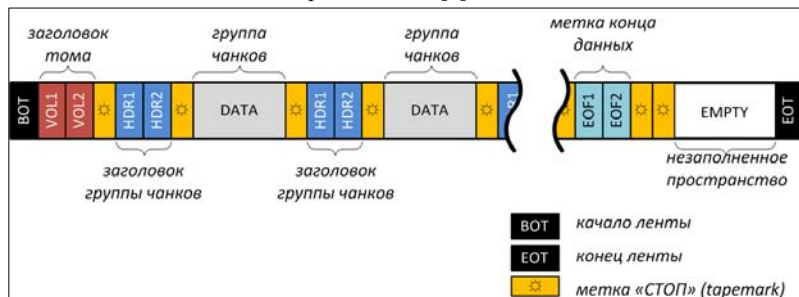 заголовок
тома
группа
чанков
группа
чанков
метка конца
данных
BOT VOL1 VOL2 HDR1 HDR2 DATA HDR1 HDR2 DATA EOF1 EOF2 EMPTY EOT
заголовок
группы чанков
заголовок
группы чанков
незаполненное
пространство
BOT качало ленты
EOT конец ленты
метка «СТОП» (tapemark)